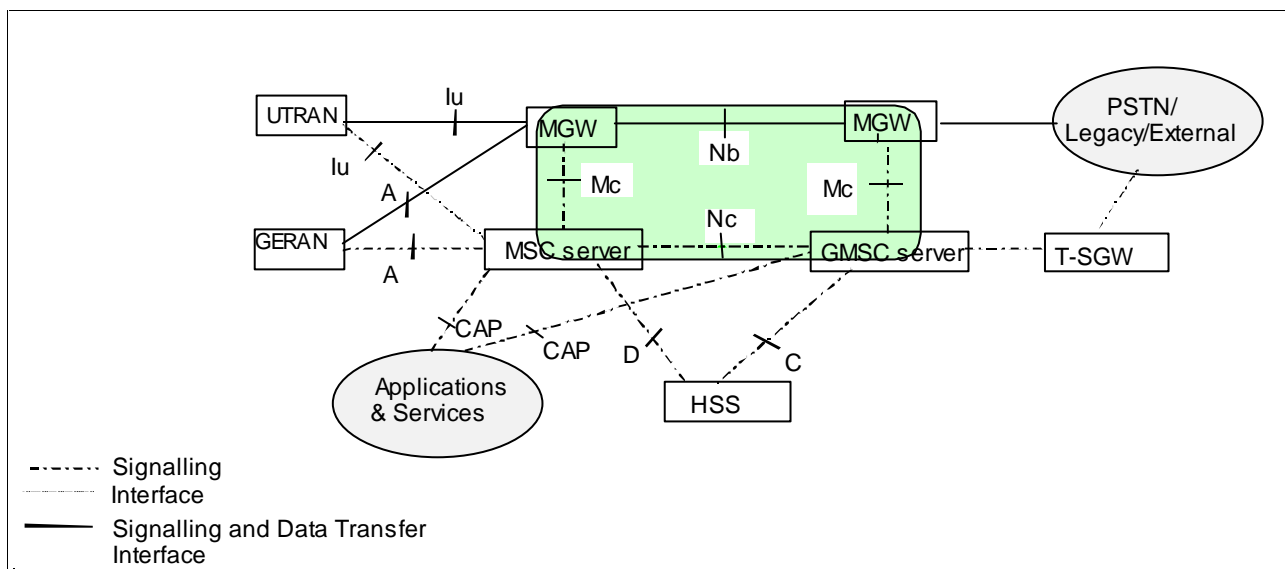 Iu
PSTN/
UTRAN
MGW
MGW
Legacy/External
Iu
Nb
A
Mc
Mc
Nc
GERAN
MSC server
GMSC server
T-SGW
A
CAP
CAP
D
C
Applications
& Services
HSS
Signalling
Interface
Signalling and Data Transfer
Interface